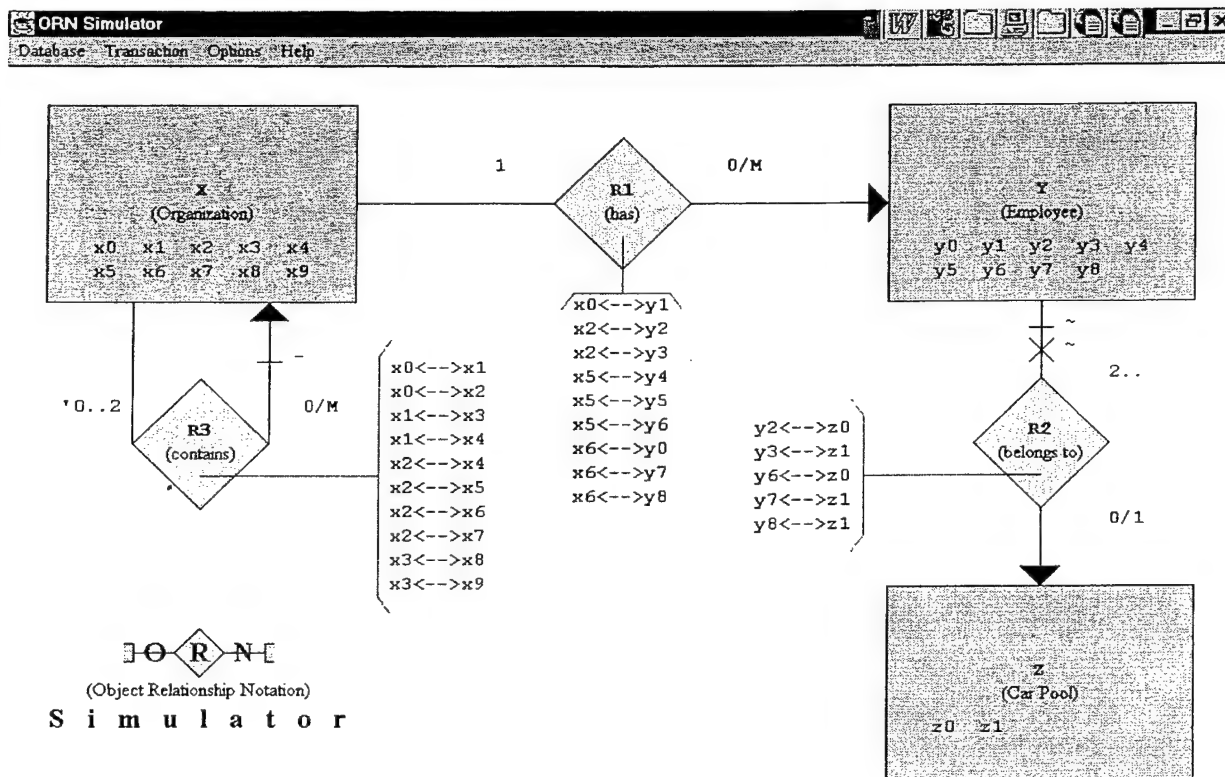 ORN Simulator
W
Database Transaction Options Help
X
(Organization)
x0 x1 x2 x3 x4
x5 x6 x7 x8 x9
1
R1
(has)
0/M
Y
(Employee)
y0 y1 y2 y3 y4
y5 y6 y7 y8
x0<-->y1
x2<-->y2
x2<-->y3
x5<-->y4
x5<-->y5
x5<-->y6
x6<-->y0
x6<-->y7
x6<-->y8
~
~
2..
'0..2
R3
(contains)
-
0/M
x0<-->x1
x0<-->x2
x1<-->x3
x1<-->x4
x2<-->x4
x2<-->x5
x2<-->x6
x2<-->x7
x3<-->x8
x3<-->x9
y2<-->z0
y3<-->z1
y6<-->z0
y7<-->z1
y8<-->z1
R2
(belongs to)
0/1
O R N
(Object Relationship Notation)
S i m u l a t o r
Z
(Car Pool)
z0 z1